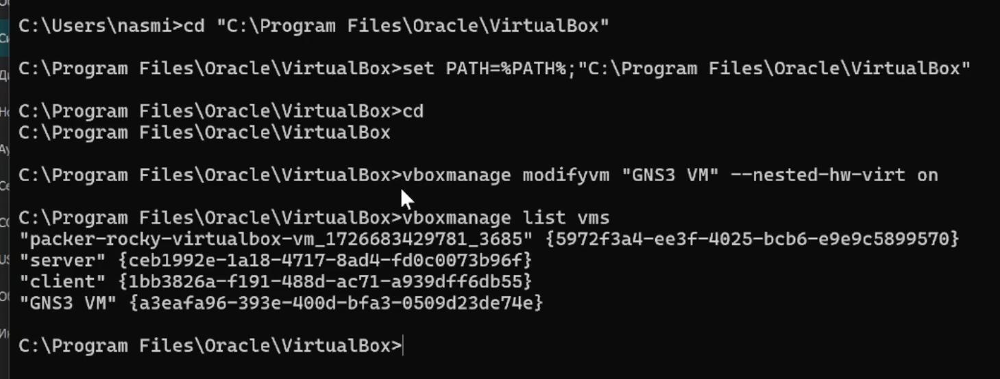 C:\Users\nasmi>cd "C:\Program Files\Oracle\VirtualBox"
C:\Program Files\Oracle\VirtualBox>set PATH=%PATH%;"C:\Program Files\Oracle\VirtualBox"
C:\Program Files\Oracle\VirtualBox>cd
C:\Program Files\Oracle\VirtualBox
C:\Program Files\Oracle\VirtualBox>vboxmanage modifyvm "GNS3 VM" --nested-hw-virt on
C:\Program Files\Oracle\VirtualBox>vboxmanage list vms
"packer-rocky-virtualbox-vm_1726683429781_3685" {5972f3a4-ee3f-4025-bcb6-e9e9c5899570}
"server" {ceb1992e-1a18-4717-8ad4-fd0c0073b96f}
"client" {1bb3826a-f191-488d-ac71-a939dff6db55}
"GNS3 VM" {a3eafa96-393e-400d-bfa3-0509d23de74e}
C:\Program Files\Oracle\VirtualBox>